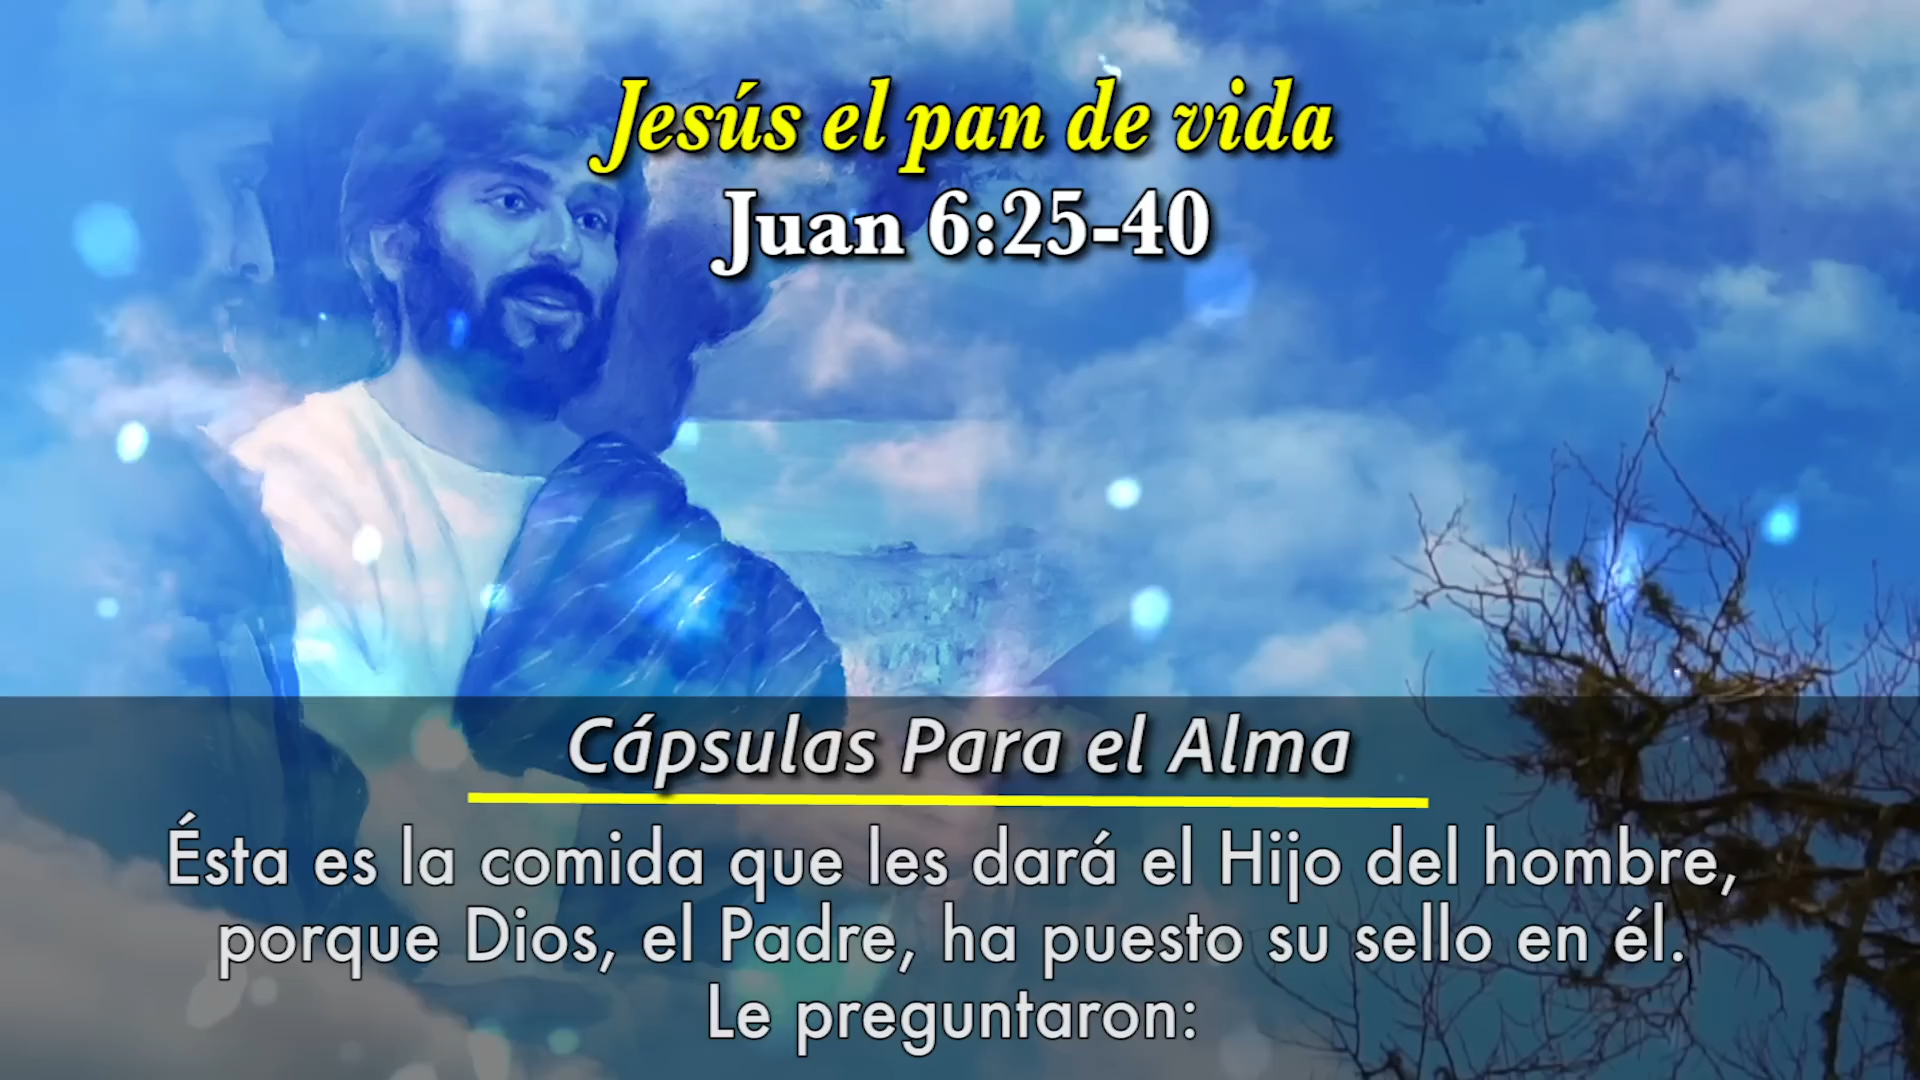 Jesús el pan de vida
Juan 6:25-40
Cápsulas Para el Alma
Ésta es la comida que les dará el Hijo del hombre,
porque Dios, el Padre, ha puesto su sello en él.
Le preguntaron: